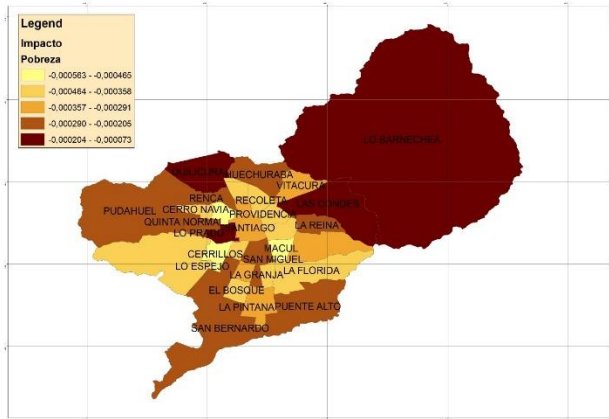 Legend
Impacto
Pobreza
-0,000563 - -0,000465
-0,000464 - -0,000358
-0,000357 - -0,000291
-0,000290 - -0,000205
-0,000204 - -0,000073
LO BARNECHEA
QUILICURA
HUECHURABA
VITACURA
RENCA
RECOLETA
LAS CONDES
PUDAHUEL
CERRO NAVIA
PROVIDENCIA
QUINTA NORMAL
LO PRADO
SANTIAGO
LA REINA
CERRILLOS
MACUL
SAN MIGUEL
LO ESPEJO
LA GRANJA
LA FLORIDA
EL BOSQUE
LA PINTANA
PUENTE ALTO
SAN BERNARDO